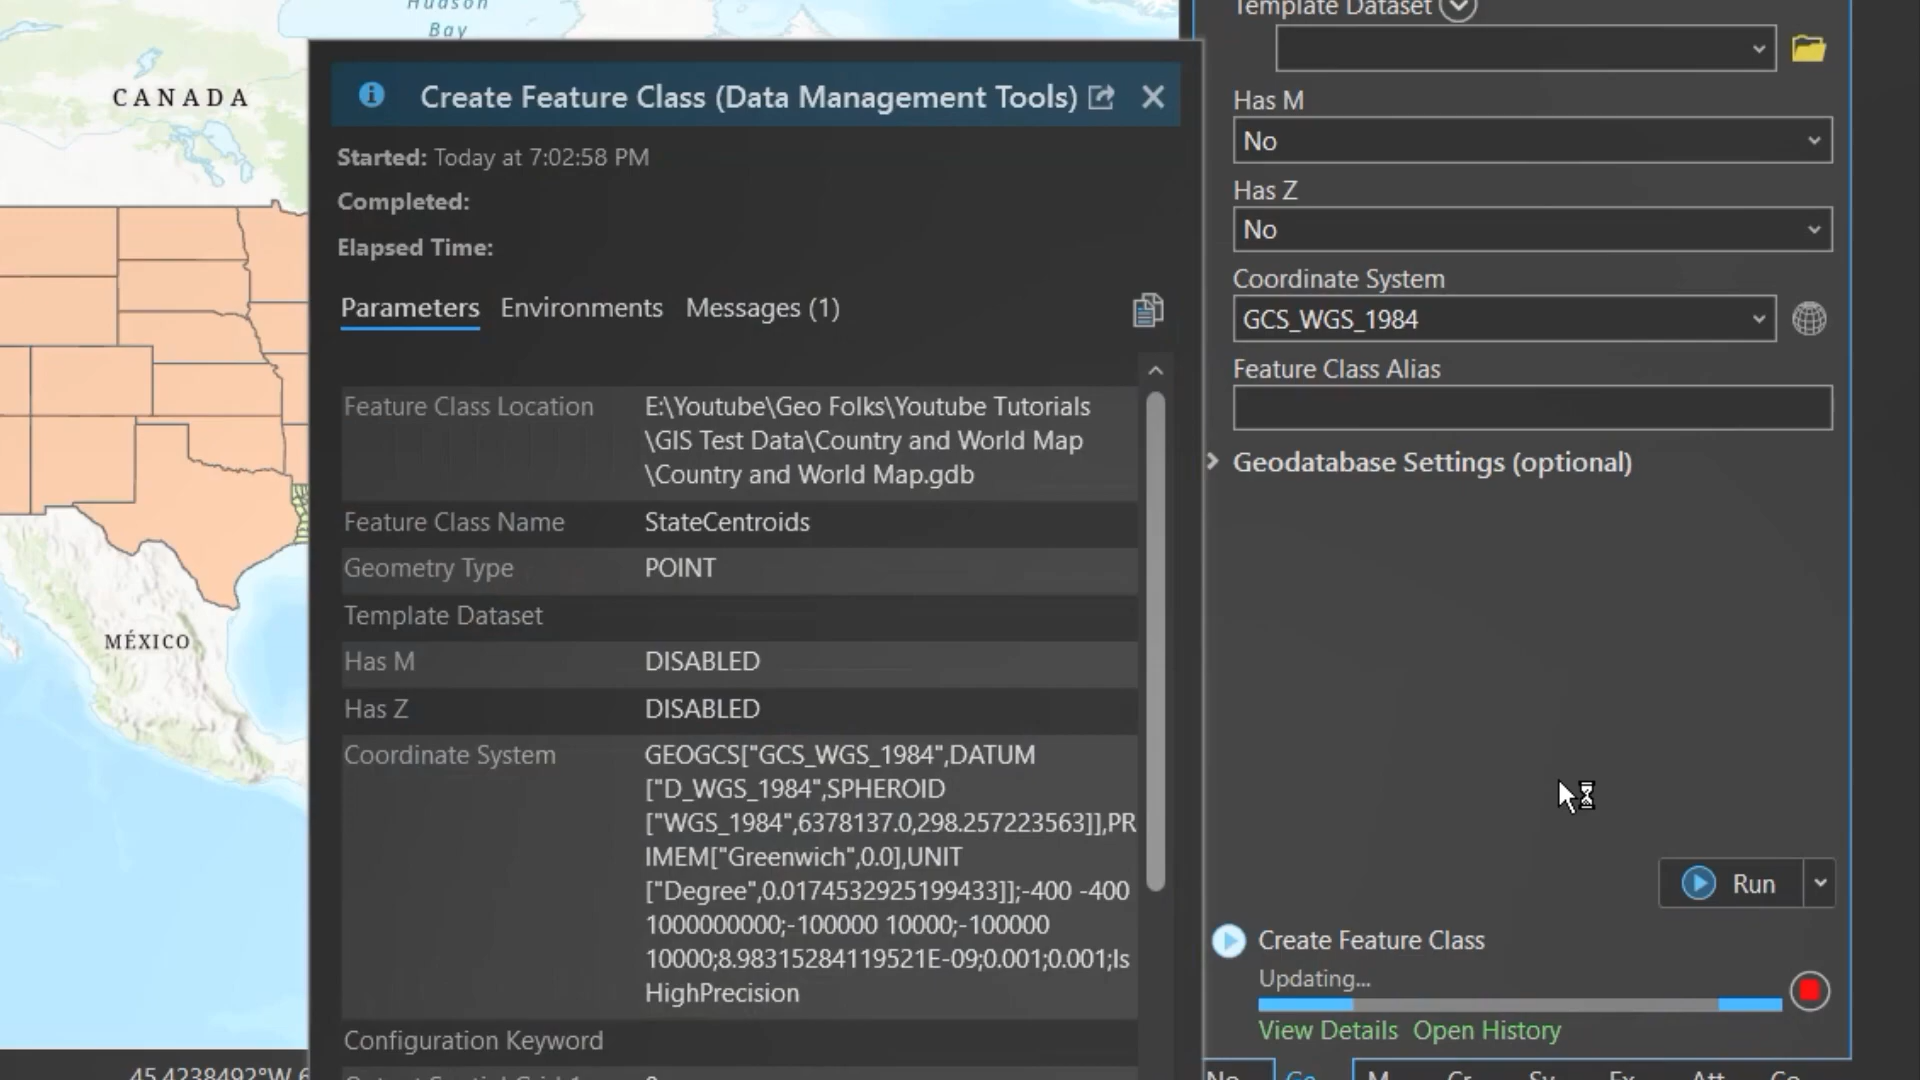 Hudson
Bay
CANADA
MÉXICO
Create Feature Class (Data Management Tools)
Started: Today at 7:02:58 PM
Completed:
Elapsed Time:
Parameters Environments Messages (1)
Feature Class Location E:\Youtube\Geo Folks\Youtube Tutorials
\GIS Test Data\Country and World Map
\Country and World Map.gdb
Feature Class Name StateCentroids
Geometry Type POINT
Template Dataset
Has M DISABLED
Has Z DISABLED
Coordinate System GEOGCS["GCS_WGS_1984",DATUM
["D_WGS_1984",SPHEROID
["WGS_1984",6378137.0,298.257223563]],PR
IMEM["Greenwich",0.0],UNIT
["Degree",0.0174532925199433]];-400 -400
1000000000;-100000 10000;-100000
10000;8.98315284119521E-09;0.001;0.001;Is
HighPrecision
Configuration Keyword
Template Dataset
Has M
No
Has Z
No
Coordinate System
GCS_WGS_1984
Feature Class Alias
Geodatabase Settings (optional)
Run
Create Feature Class
Updating...
View Details Open History
45.4238492°W